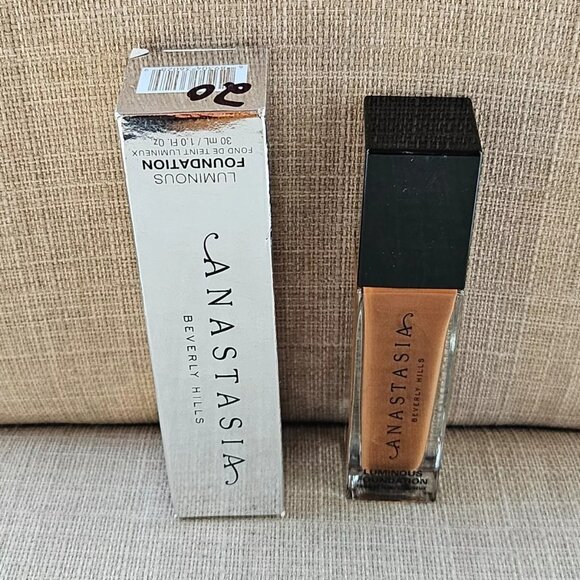 20
LUMINOUS
FOUNDATION
FOND DE TEINT LUMINEUX
30 mL / 1.0 Fl. Oz
ANASTASIA
BEVERLY HILLS
ANASTASIA
BEVERLY HILLS
LUMINOUS
FOUNDATION